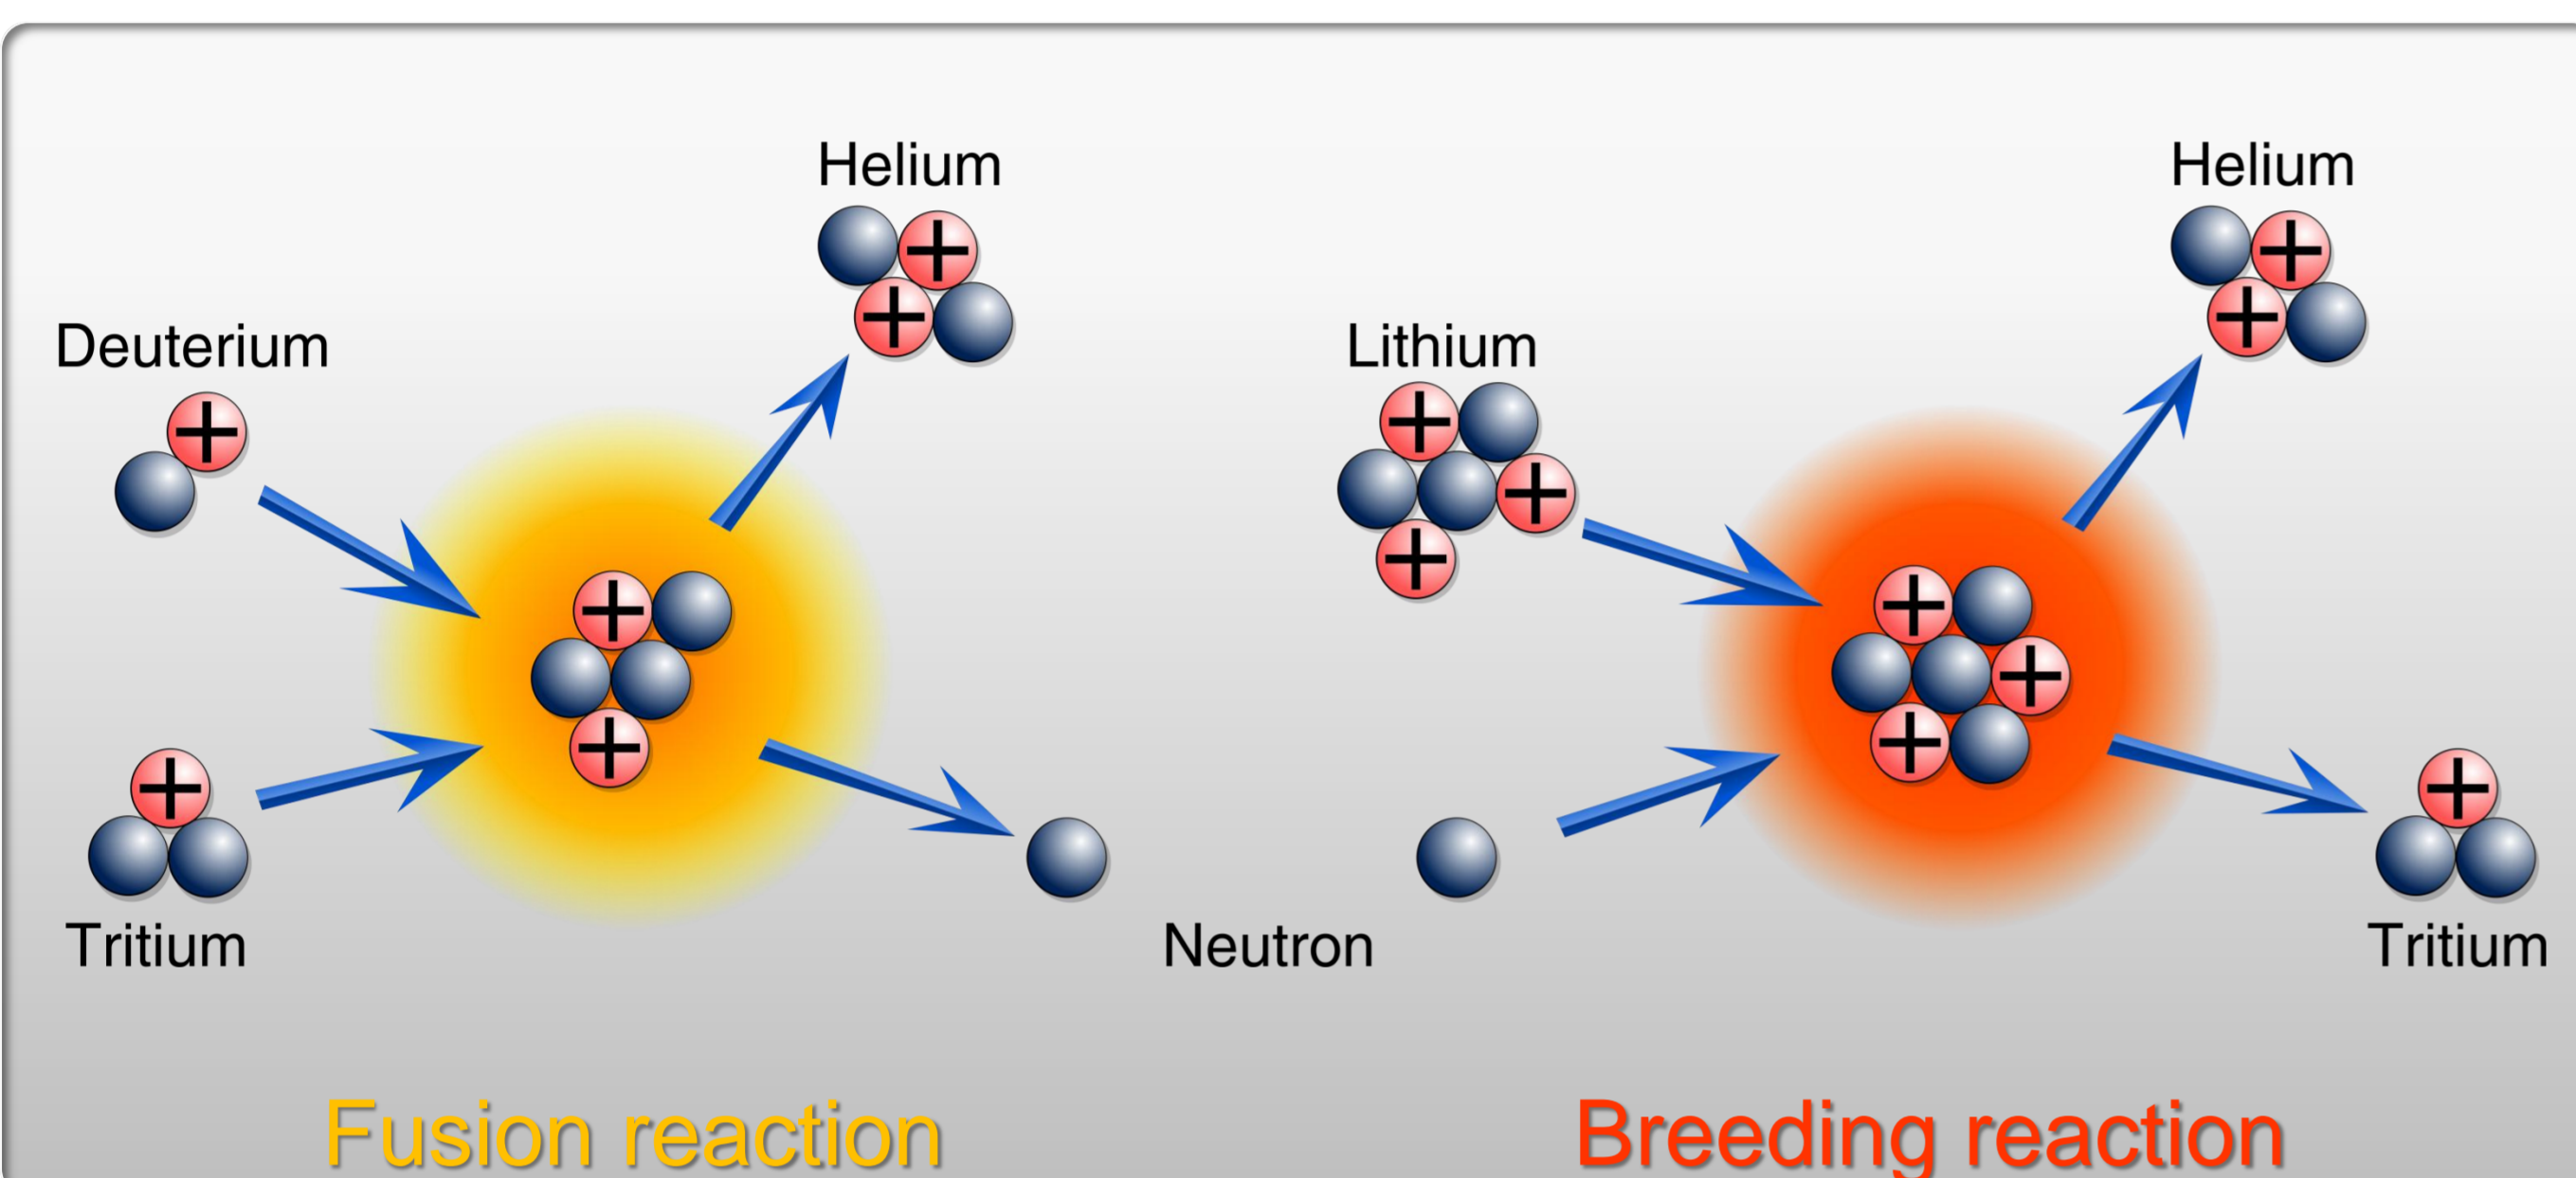 Helium
Helium
Deuterium
Lithium
Tritium
Neutron
Tritium
Fusion reaction
Breeding reaction